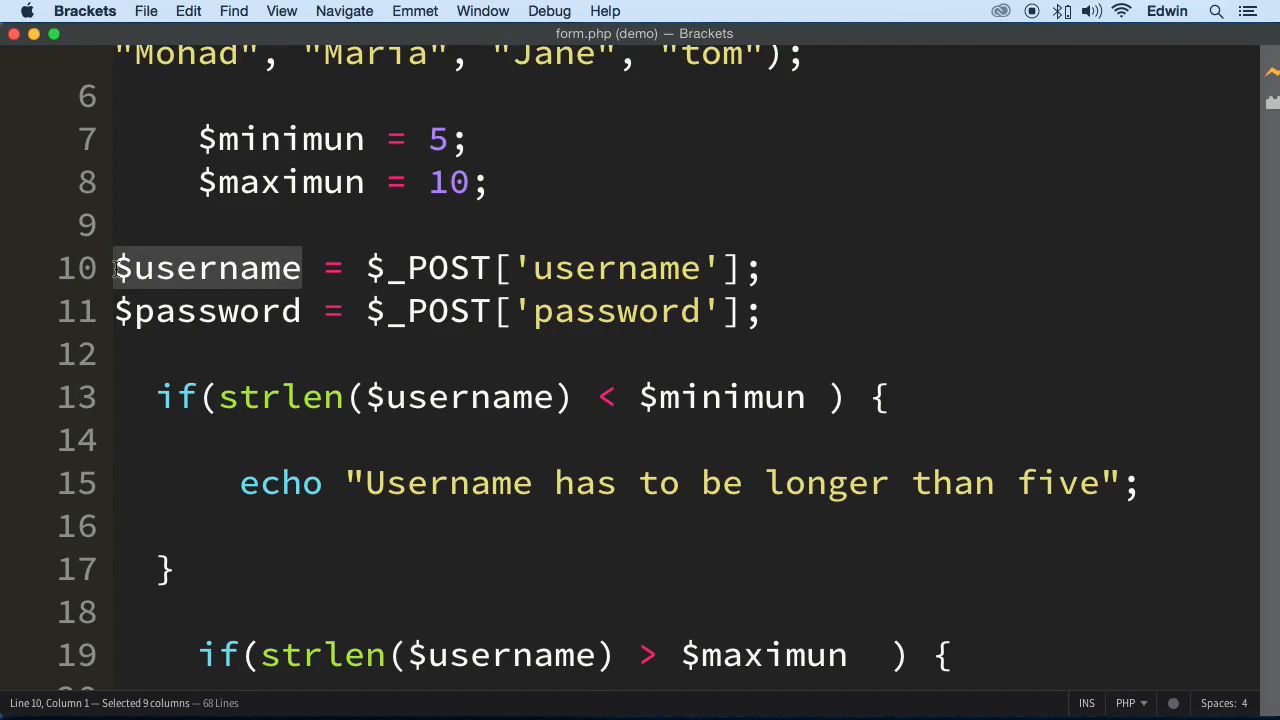 Brackets File Edit Find View Navigate Emmet Window Debug Help Edwin
form.php (demo) — Brackets
"Mohad", "Maria", "Jane", "tom");
6
7 $minimun = 5;
8 $maximun = 10;
9
10 $username = $_POST['username'];
11 $password = $_POST['password'];
12
13 if(strlen($username) < $minimun ) {
14
15 echo "Username has to be longer than five";
16
17 }
18
19 if(strlen($username) > $maximun ) {
Line 10, Column 1 — Selected 9 columns — 68 Lines INS PHP Spaces: 4